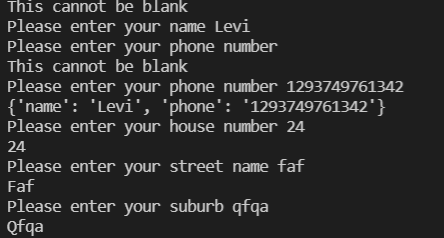 This cannot be blank
Please enter your name Levi
Please enter your phone number
This cannot be blank
Please enter your phone number 1293749761342
{'name': 'Levi', 'phone': '1293749761342'}
Please enter your house number 24
24
Please enter your street name faf
Faf
Please enter your suburb qfqa
Qfqa